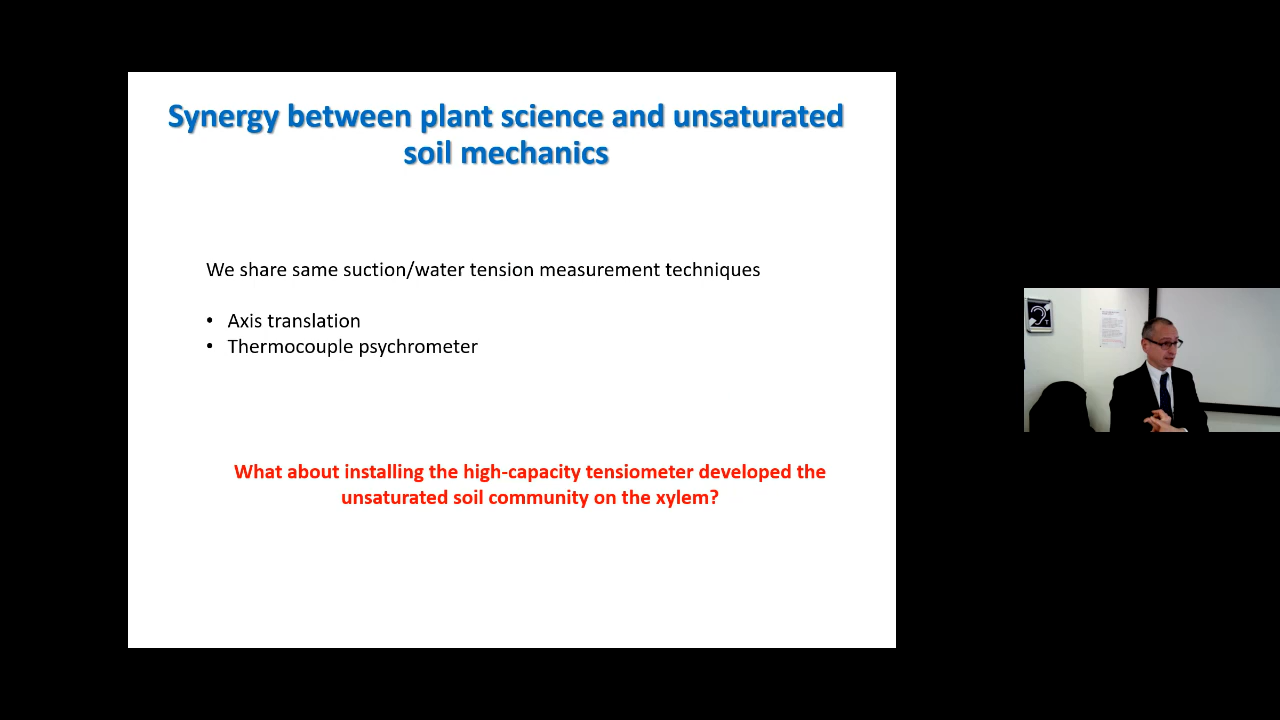 Synergy between plant science and unsaturated
soil mechanics
We share same suction/water tension measurement techniques
• Axis translation
• Thermocouple psychrometer
What about installing the high-capacity tensiometer developed the
unsaturated soil community on the xylem?
T